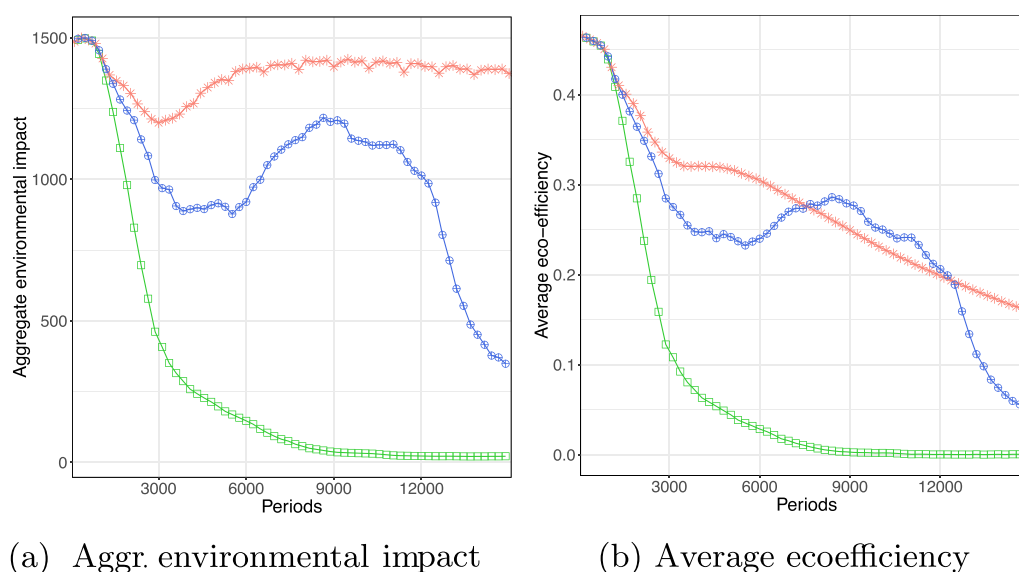 Aggregate environmental impact
1500
1000
500
0
3000 6000 9000 12000
Periods
(a) Aggr. environmental impact
Average eco−efficiency
0.4
0.3
0.2
0.1
0.0
3000 6000 9000 12000
Periods
(b) Average ecoefficiency